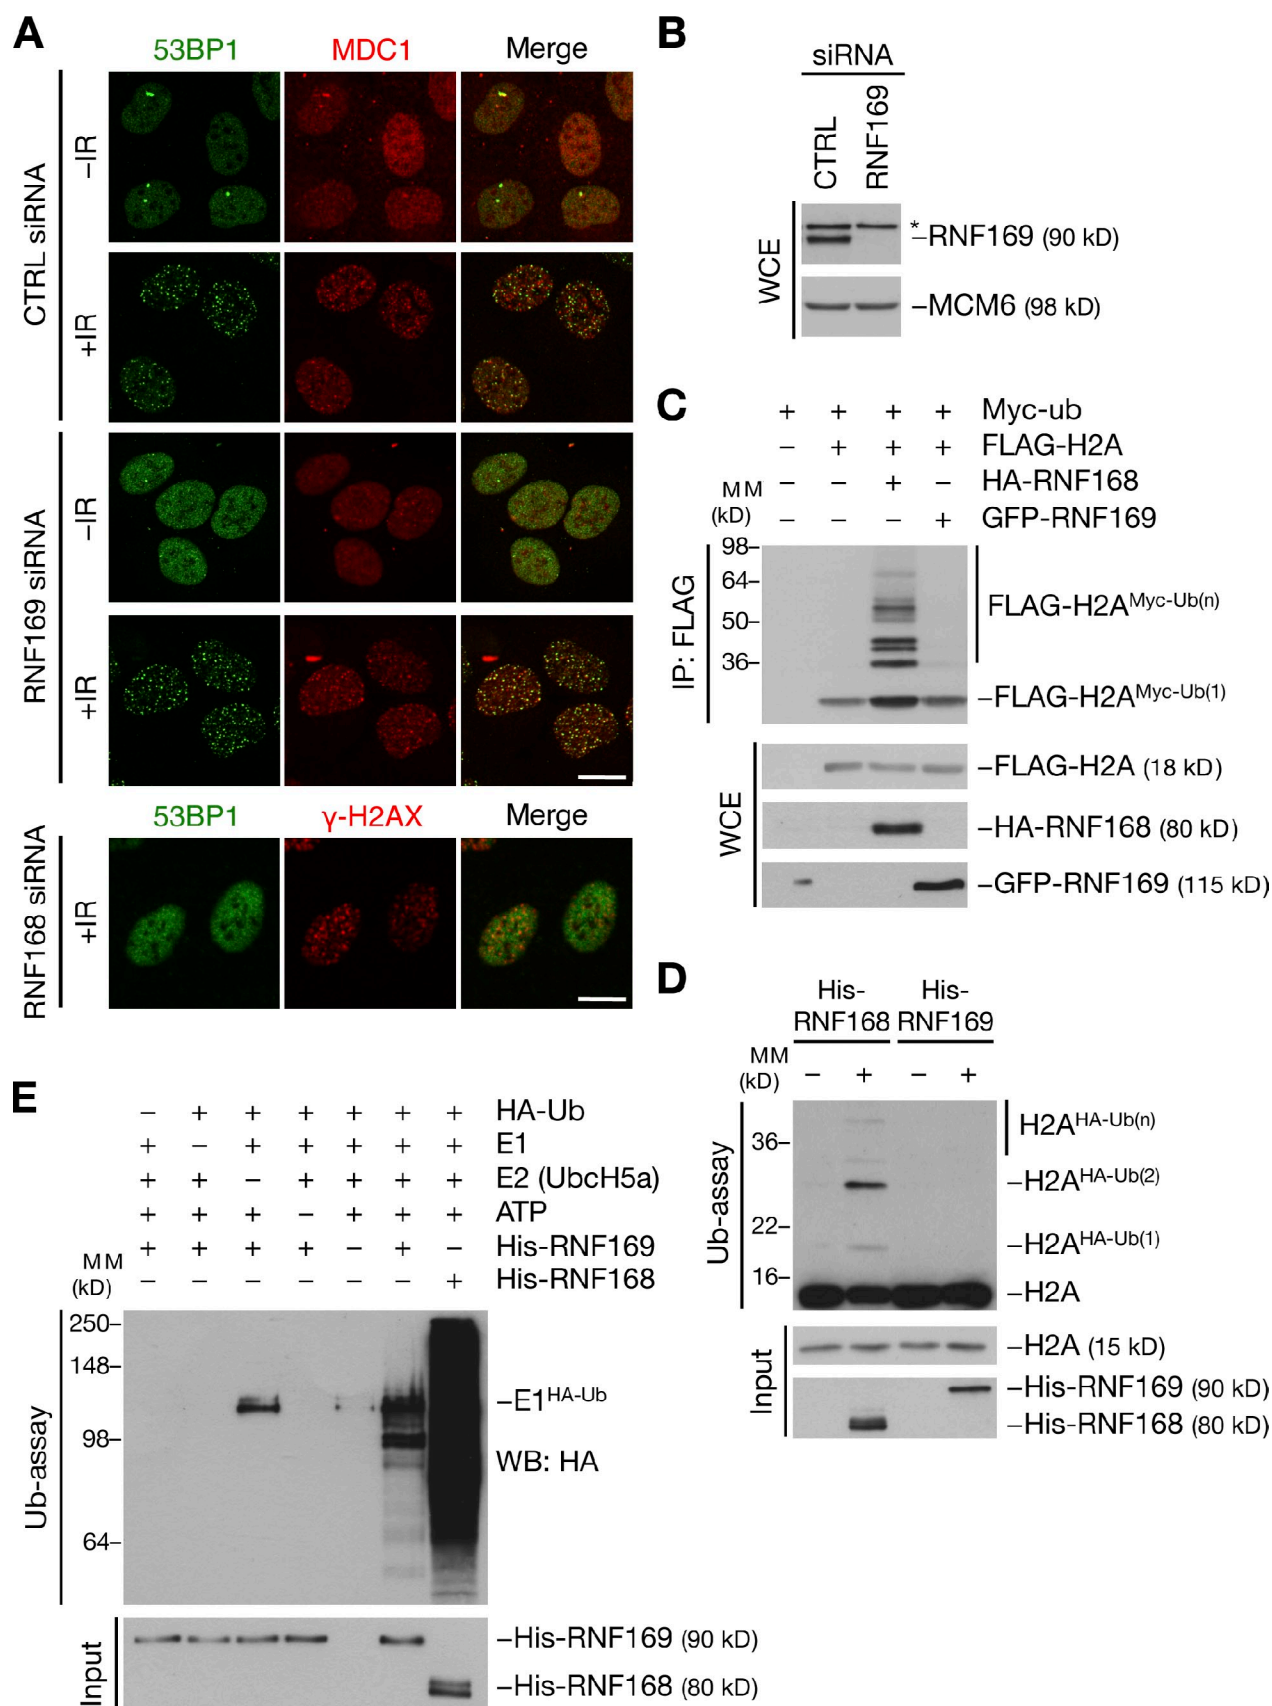 A
53BP1 MDC1 Merge
CTRL siRNA
–IR
+IR
RNF169 siRNA
–IR
+IR
53BP1 γ-H2AX Merge
RNF168 siRNA
+IR
B
siRNA
CTRL
RNF169
WCE
*
–RNF169 (90 kD)
–MCM6 (98 kD)
C
+ + + + Myc-ub
– + + + FLAG-H2A
– – + – HA-RNF168
– – – + GFP-RNF169
MM
(kD)
IP: FLAG
98–
64–
50–
36–
FLAG-H2A^Myc-Ub(n)
–FLAG-H2A^Myc-Ub(1)
WCE
–FLAG-H2A (18 kD)
–HA-RNF168 (80 kD)
–GFP-RNF169 (115 kD)
D
His-RNF168
His-RNF169
MM
(kD)
– + – +
Ub-assay
36–
22–
16–
H2A^HA-Ub(n)
–H2A^HA-Ub(2)
–H2A^HA-Ub(1)
–H2A
Input
–H2A (15 kD)
–His-RNF169 (90 kD)
–His-RNF168 (80 kD)
E
– + + + + + + HA-Ub
+ – + + + + + E1
+ + – + + + + E2 (UbcH5a)
+ + + – + + + ATP
+ + + + – + – His-RNF169
– – – – – – + His-RNF168
MM
(kD)
Ub-assay
250–
148–
98–
64–
–E1^HA-Ub
WB: HA
Input
–His-RNF169 (90 kD)
–His-RNF168 (80 kD)